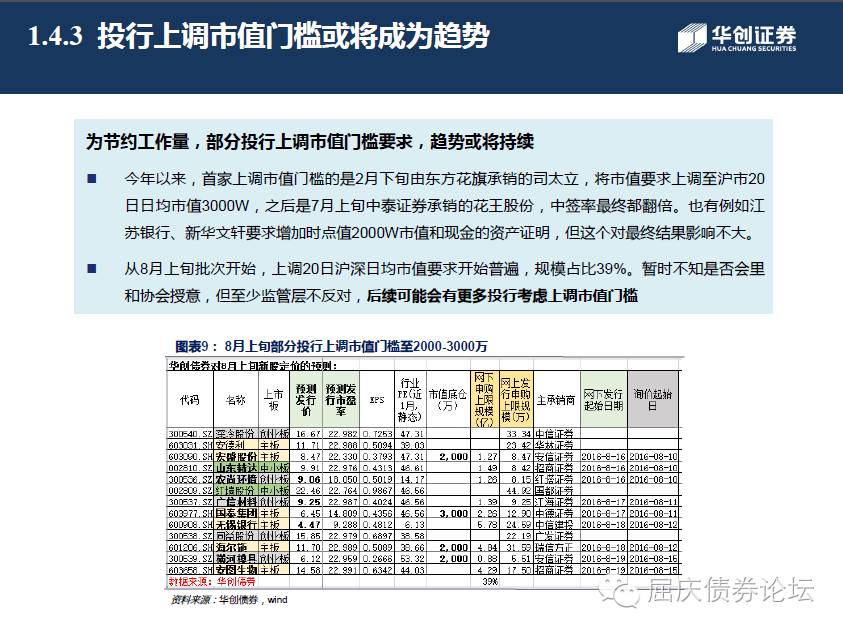 1.4.3 投行上调市值门槛或将成为趋势
华创证券
HUA CHUANG SECURITIES
为节约工作量，部分投行上调市值门槛要求，趋势或将持续
今年以来，首家上调市值门槛的是2月下旬由东方花旗承销的司太立，将市值要求上调至沪市20
日日均市值3000W，之后是7月上旬中泰证券承销的花王股份，中签率最终都翻倍。也有例如江
苏银行、新华文轩要求增加时点值2000W市值和现金的资产证明，但这个对最终结果影响不大。
从8月上旬批次开始，上调20日沪深日均市值要求开始普遍，规模占比39%。暂时不知是否会里
和协会授意，但至少监管层不反对，后续可能会有更多投行考虑上调市值门槛
图表9： 8月上旬部分投行上调市值门槛至2000-3000万
华创债券对8月上旬新股定价的预测：
代码 名称 上市板 预测发行价 预测发行市盈率 EPS 行业PE(近1月,静态) 市值底仓(万) 网下申购上限规模(亿) 网上发行申购上限规模(万) 主承销商 网下发行起始日期 询价起始日
300540.SZ 创业板 16.67 22.982 0.7253 47.31 33.34 中信证券
603031.SH 安德利 主板 11.71 22.988 0.5094 39.03 23.42 华林证券
603090.SH 宏盛股份 主板 8.47 22.330 0.3793 47.31 2,000 1.27 8.47 安信证券 2016-8-16 2016-08-10
002810.SZ 山东赫达 中小板 9.91 22.976 0.4313 46.61 1.49 8.42 招商证券 2016-8-16 2016-08-10
300536.SZ 农尚环境 创业板 9.06 18.050 0.5019 14.17 1.26 8.15 红塔证券 2016-8-16 2016-08-10
002809.SZ 红墙股份 中小板 22.46 22.764 0.9867 46.56 44.92 国都证券
300537.SZ 广信材料 创业板 9.25 22.987 0.4024 46.56 1.39 9.25 江海证券 2016-8-17 2016-08-11
603977.SH 国泰集团 主板 6.45 14.809 0.4356 46.56 3,000 2.26 12.90 中德证券 2016-8-17 2016-08-11
600908.SH 无锡银行 主板 4.47 9.288 0.4812 6.13 5.78 24.59 中信建投 2016-8-18 2016-08-12
300538.SZ 同益股份 创业板 15.85 22.979 0.6897 38.58 22.19 广发证券
601206.SH 海尔施 主板 11.70 22.989 0.5089 38.66 2,000 4.84 31.59 瑞信方正 2016-8-18 2016-08-12
300539.SZ 横河模具 创业板 6.12 22.959 0.2666 53.32 2,000 0.88 5.51 安信证券 2016-8-19 2016-08-15
603658.SH 安图生物 主板 14.58 22.991 0.6342 44.03 4.29 17.50 招商证券 2016-8-19 2016-08-15
数据来源：华创债券 39%
资料来源：华创债券，wind
屈庆债券论坛